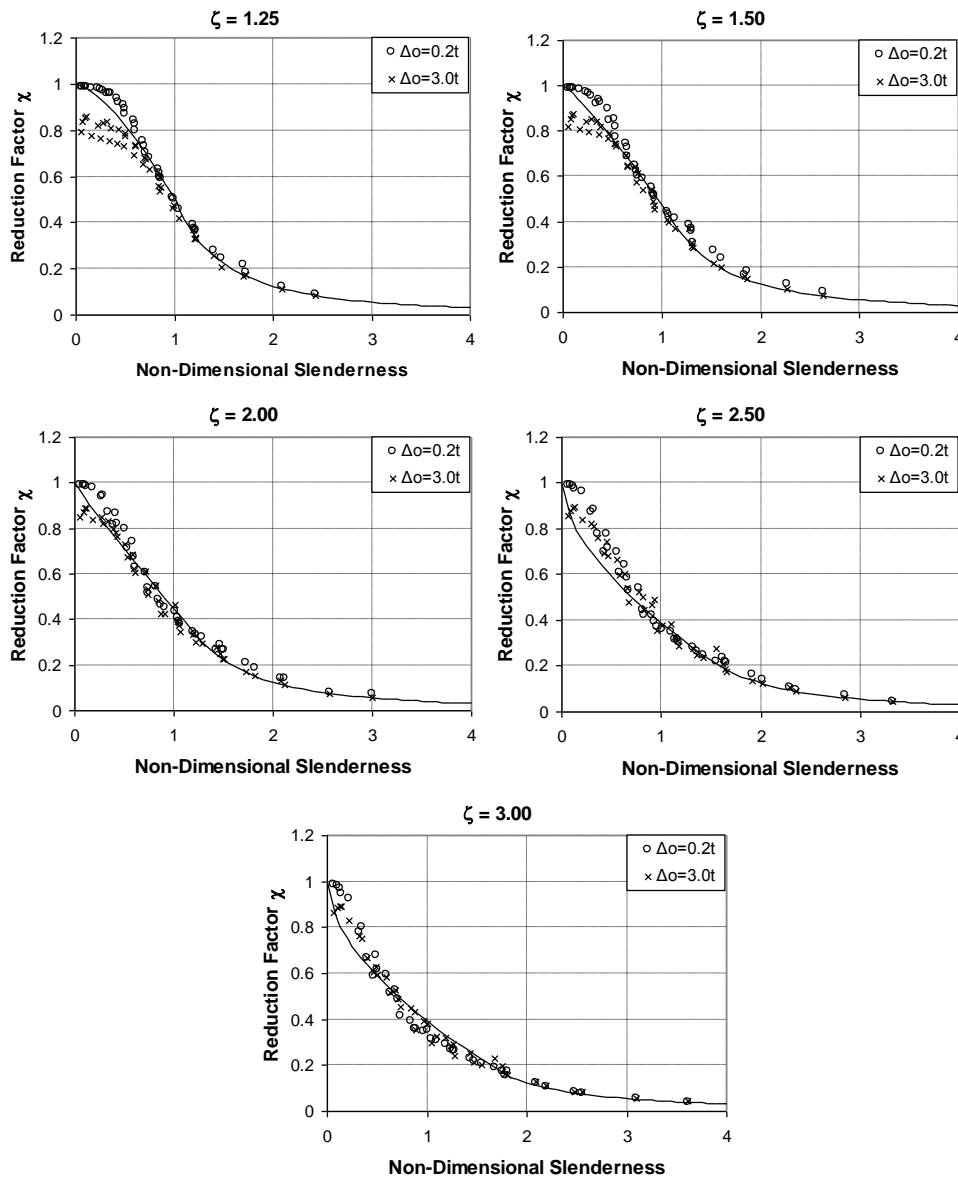 ζ = 1.25
1.2
1
0.8
0.6
0.4
0.2
0
Reduction Factor χ
Δo=0.2t
Δo=3.0t
0 1 2 3 4
Non-Dimensional Slenderness
ζ = 1.50
1.2
1
0.8
0.6
0.4
0.2
0
Reduction Factor χ
Δo=0.2t
Δo=3.0t
0 1 2 3 4
Non-Dimensional Slenderness
ζ = 2.00
1.2
1
0.8
0.6
0.4
0.2
0
Reduction Factor χ
Δo=0.2t
Δo=3.0t
0 1 2 3 4
Non-Dimensional Slenderness
ζ = 2.50
1.2
1
0.8
0.6
0.4
0.2
0
Reduction Factor χ
Δo=0.2t
Δo=3.0t
0 1 2 3 4
Non-Dimensional Slenderness
ζ = 3.00
1.2
1
0.8
0.6
0.4
0.2
0
Reduction Factor χ
Δo=0.2t
Δo=3.0t
0 1 2 3 4
Non-Dimensional Slenderness